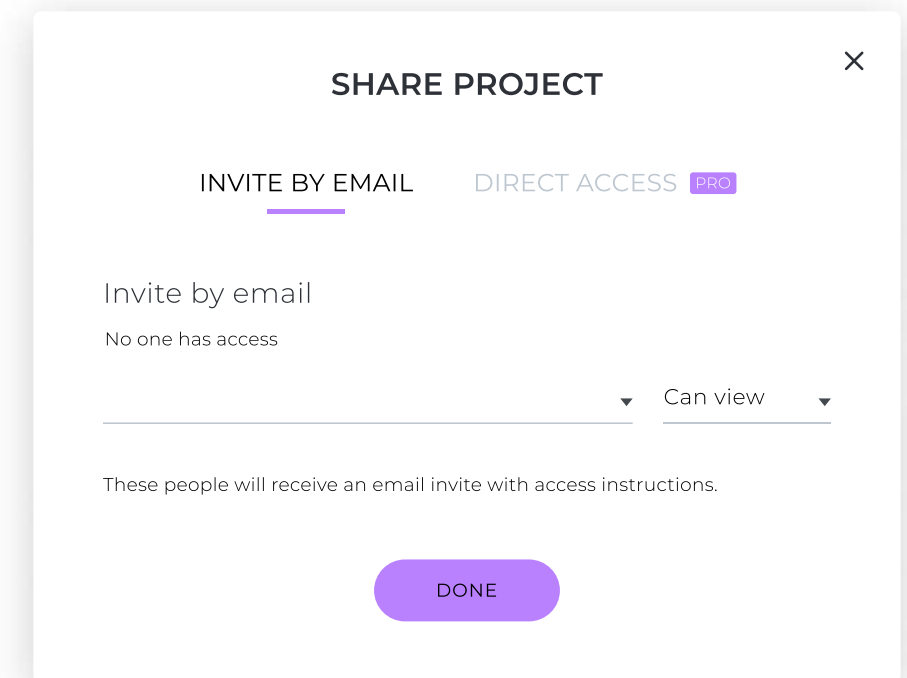 SHARE PROJECT
INVITE BY EMAIL DIRECT ACCESS PRO
Invite by email
No one has access
Can view
These people will receive an email invite with access instructions.
DONE